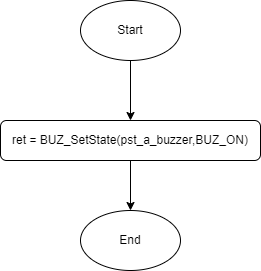 Start
ret = BUZ_SetState(pst_a_buzzer,BUZ_ON)
End